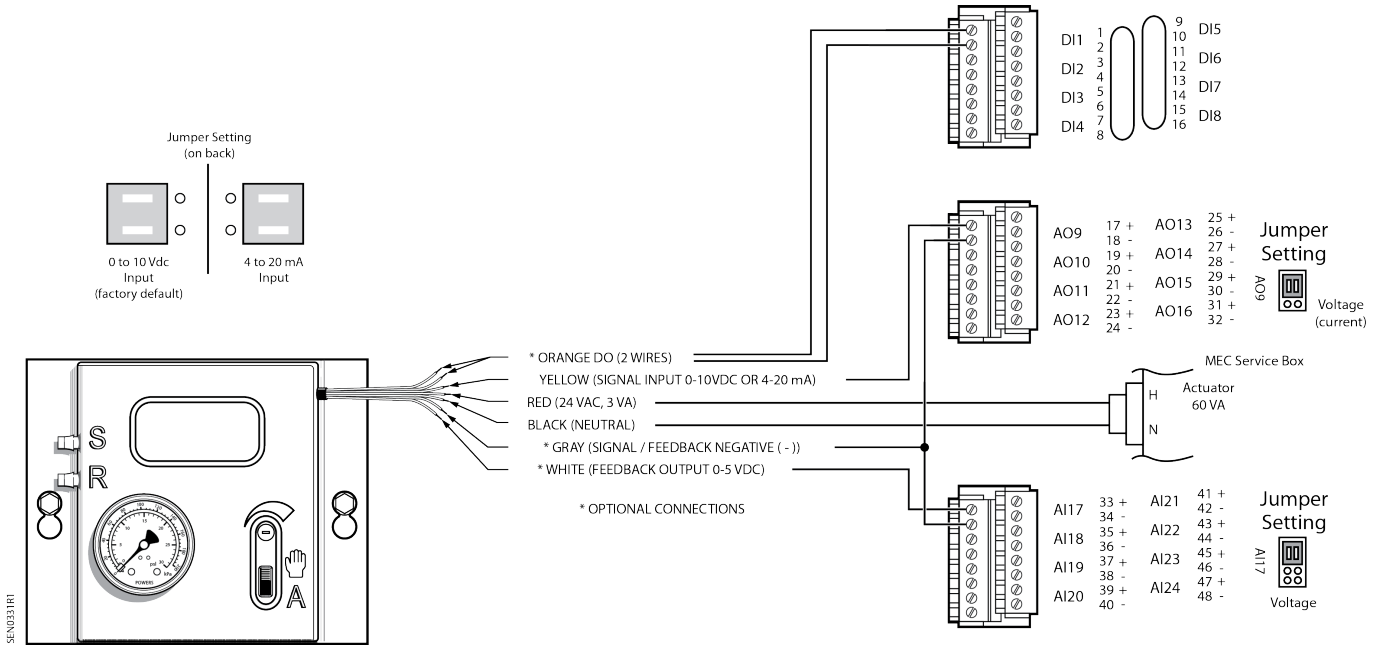 Jumper Setting
(on back)
0 to 10 Vdc
Input
(factory default)
4 to 20 mA
Input
S
R
POWERS
psi
kPa
A
SEN0331R1
* ORANGE DO (2 WIRES)
YELLOW (SIGNAL INPUT 0-10VDC OR 4-20 mA)
RED (24 VAC, 3 VA)
BLACK (NEUTRAL)
* GRAY (SIGNAL / FEEDBACK NEGATIVE ( - ))
* WHITE (FEEDBACK OUTPUT 0-5 VDC)
* OPTIONAL CONNECTIONS
DI1 1 2
DI2 3 4
DI3 5 6
DI4 7 8
9 10 DI5
11 12 DI6
13 14 DI7
15 16 DI8
AO9 17 + 18 -
AO10 19 + 20 -
AO11 21 + 22 -
AO12 23 + 24 -
AO13 25 + 26 -
AO14 27 + 28 -
AO15 29 + 30 -
AO16 31 + 32 -
Jumper
Setting
AO9
Voltage
(current)
MEC Service Box
H
N
Actuator
60 VA
AI17 33 + 34 -
AI18 35 + 36 -
AI19 37 + 38 -
AI20 39 + 40 -
AI21 41 + 42 -
AI22 43 + 44 -
AI23 45 + 46 -
AI24 47 + 48 -
Jumper
Setting
AI17
Voltage